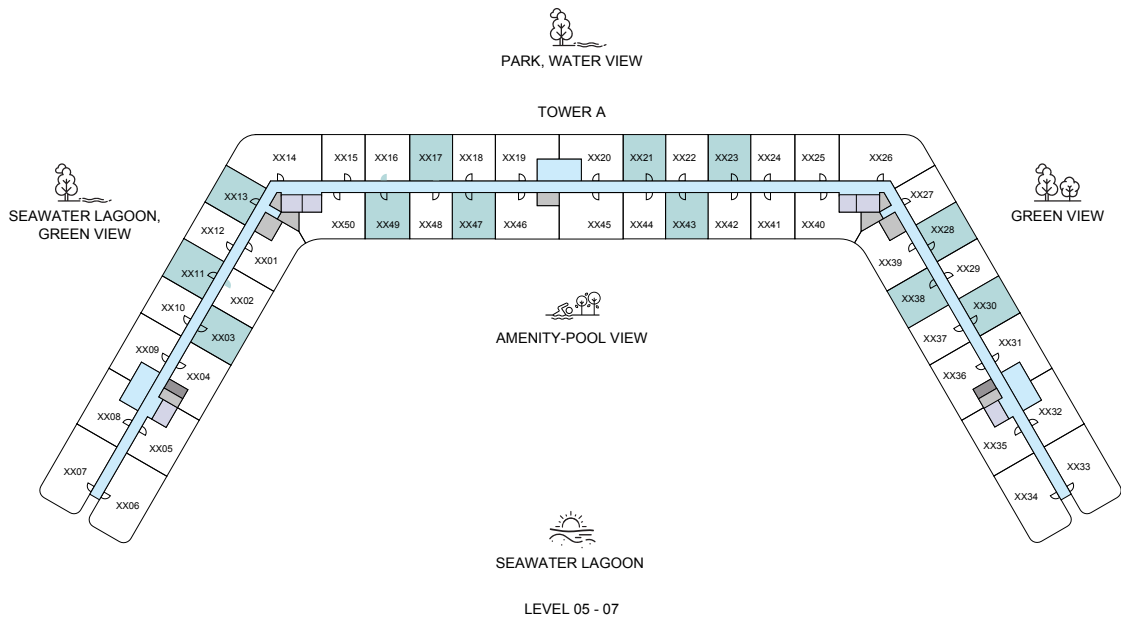 PARK, WATER VIEW
TOWER A
XX14
XX15
XX16
XX17
XX18
XX19
XX20
XX21
XX22
XX23
XX24
XX25
XX26
SEAWATER LAGOON,
GREEN VIEW
GREEN VIEW
XX13
XX12
XX11
XX10
XX09
XX08
XX07
XX01
XX02
XX03
XX04
XX05
XX06
XX50
XX49
XX48
XX47
XX46
XX45
XX44
XX43
XX42
XX41
XX40
XX27
XX28
XX29
XX30
XX31
XX32
XX33
XX39
XX38
XX37
XX36
XX35
XX34
AMENITY-POOL VIEW
SEAWATER LAGOON
LEVEL 05 - 07